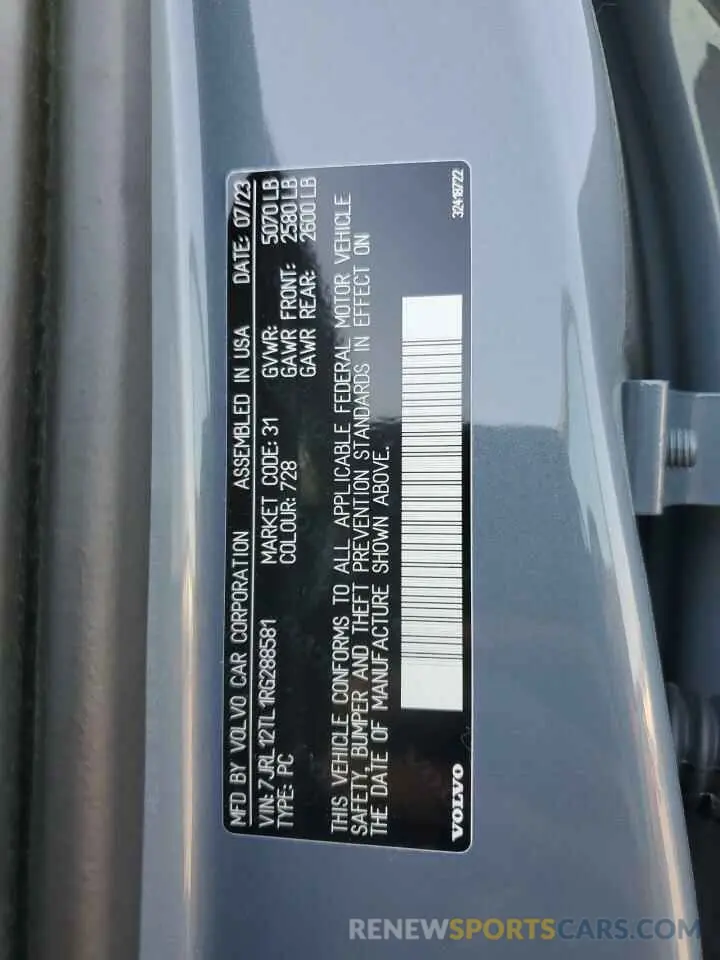 MFD BY VOLVO CAR CORPORATION ASSEMBLED IN USA DATE: 07/23
VIN: 7JRL12TL1RG288581 MARKET CODE: 31 GVWR: 5070 LB
TYPE: PC COLOUR: 728 GAWR FRONT: 2580 LB
GAWR REAR: 2600 LB
THIS VEHICLE CONFORMS TO ALL APPLICABLE FEDERAL MOTOR VEHICLE
SAFETY, BUMPER AND THEFT PREVENTION STANDARDS IN EFFECT ON
THE DATE OF MANUFACTURE SHOWN ABOVE.
VOLVO 32419722
RENEWSPORTSCARS.COM